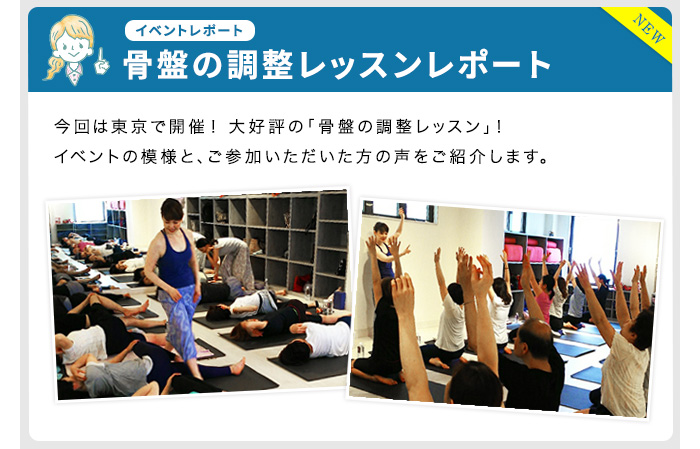 イベントレポート
骨盤の調整レッスンレポート
NEW
今回は東京で開催！ 大好評の「骨盤の調整レッスン」！
イベントの模様と、ご参加いただいた方の声をご紹介します。